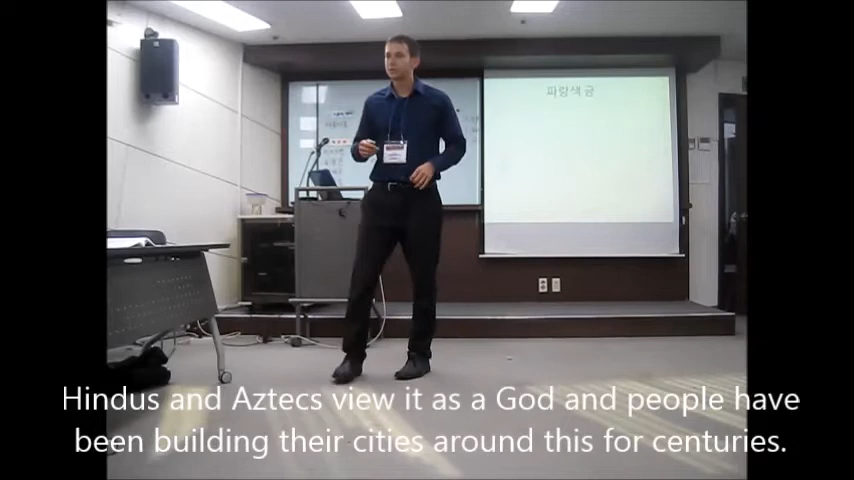 파랑색 금
Hindus and Aztecs view it as a God and people have
been building their cities around this for centuries.